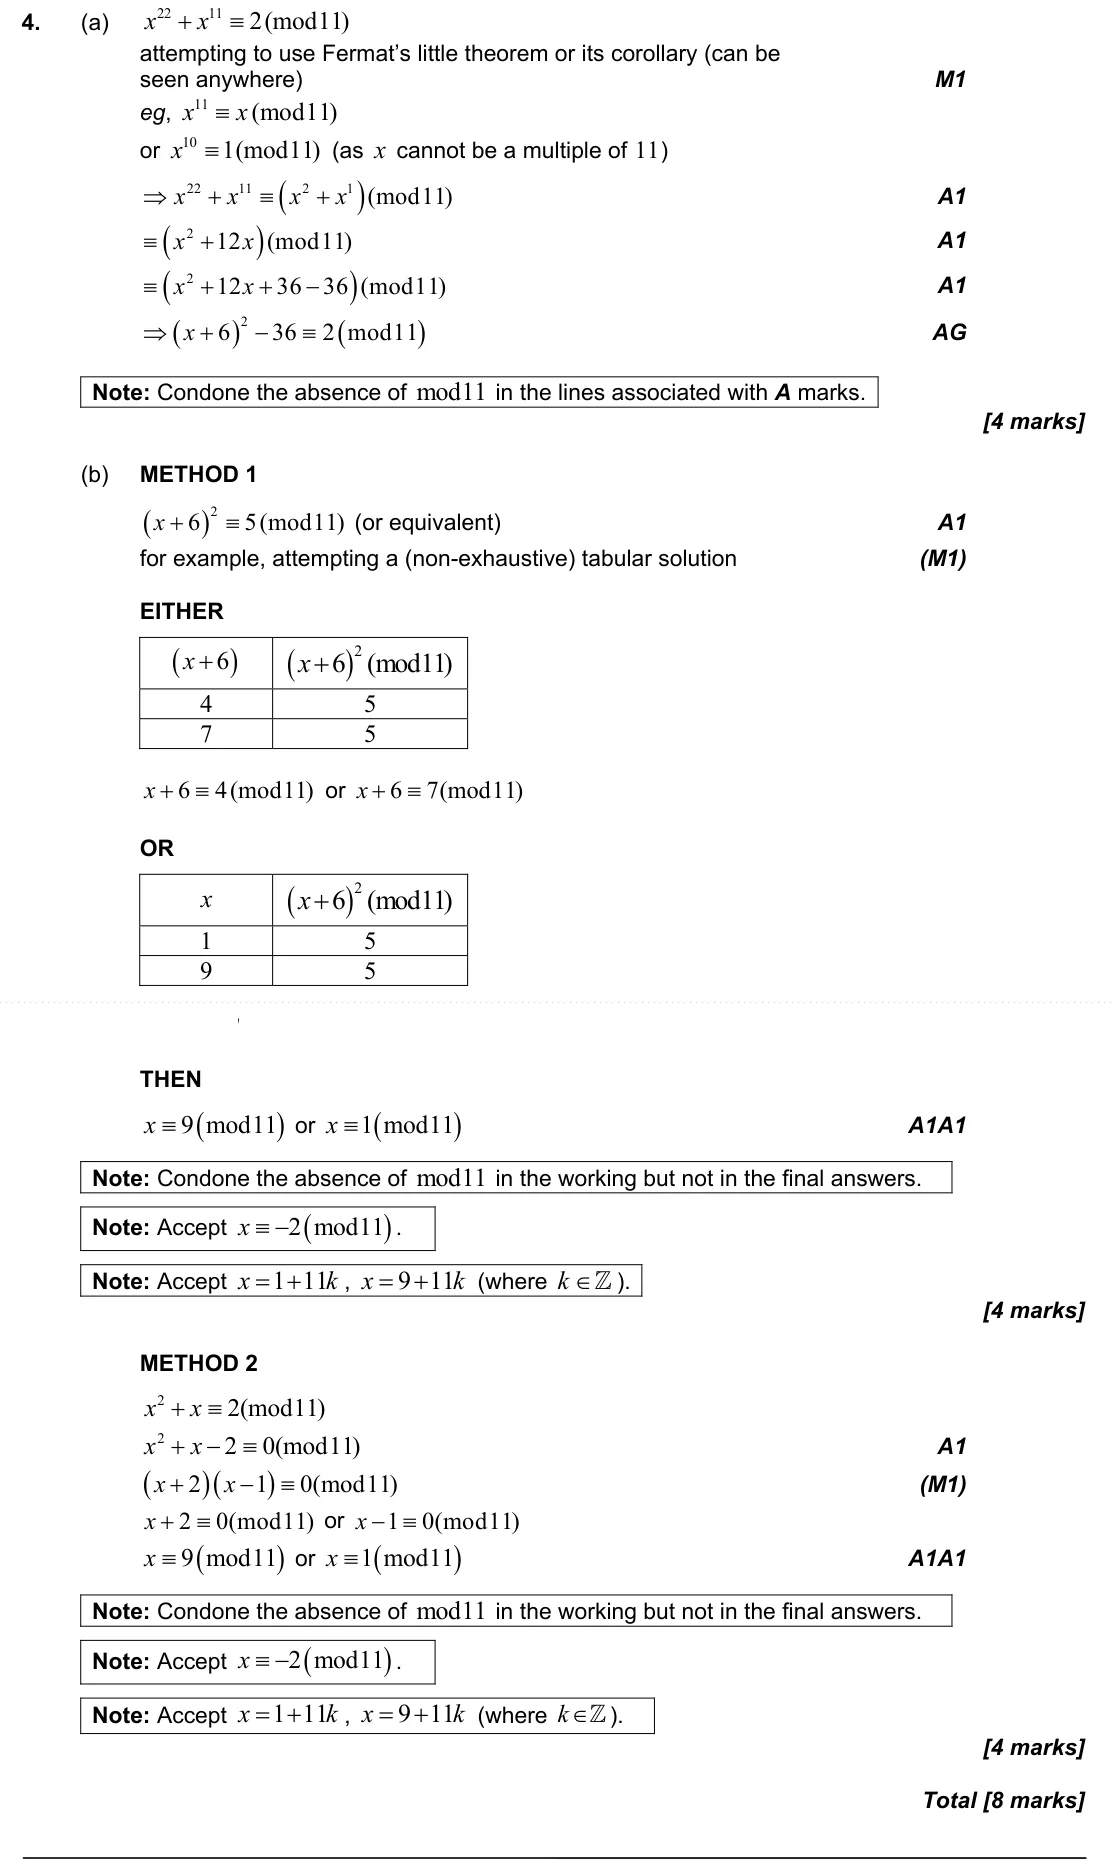 4. (a) x²² + x¹¹ ≡ 2(mod11)
attempting to use Fermat's little theorem or its corollary (can be
seen anywhere) M1
eg, x¹¹ ≡ x(mod11)
or x¹⁰ ≡ 1(mod11) (as x cannot be a multiple of 11)
⇒ x²² + x¹¹ ≡ (x² + x¹)(mod11) A1
≡ (x² + 12x)(mod11) A1
≡ (x² + 12x + 36 − 36)(mod11) A1
⇒ (x + 6)² − 36 ≡ 2(mod11) AG
Note: Condone the absence of mod11 in the lines associated with A marks.
[4 marks]
(b) METHOD 1
(x + 6)² ≡ 5(mod11) (or equivalent) A1
for example, attempting a (non-exhaustive) tabular solution (M1)
EITHER
(x + 6) (x + 6)² (mod11)
4 5
7 5
x + 6 ≡ 4(mod11) or x + 6 ≡ 7(mod11)
OR
x (x + 6)² (mod11)
1 5
9 5
THEN
x ≡ 9(mod11) or x ≡ 1(mod11) A1A1
Note: Condone the absence of mod11 in the working but not in the final answers.
Note: Accept x ≡ −2(mod11).
Note: Accept x = 1 + 11k , x = 9 + 11k (where k ∈ ℤ ).
[4 marks]
METHOD 2
x² + x ≡ 2(mod11)
x² + x − 2 ≡ 0(mod11) A1
(x + 2)(x − 1) ≡ 0(mod11) (M1)
x + 2 ≡ 0(mod11) or x − 1 ≡ 0(mod11)
x ≡ 9(mod11) or x ≡ 1(mod11) A1A1
Note: Condone the absence of mod11 in the working but not in the final answers.
Note: Accept x ≡ −2(mod11).
Note: Accept x = 1 + 11k , x = 9 + 11k (where k ∈ ℤ ).
[4 marks]
Total [8 marks]